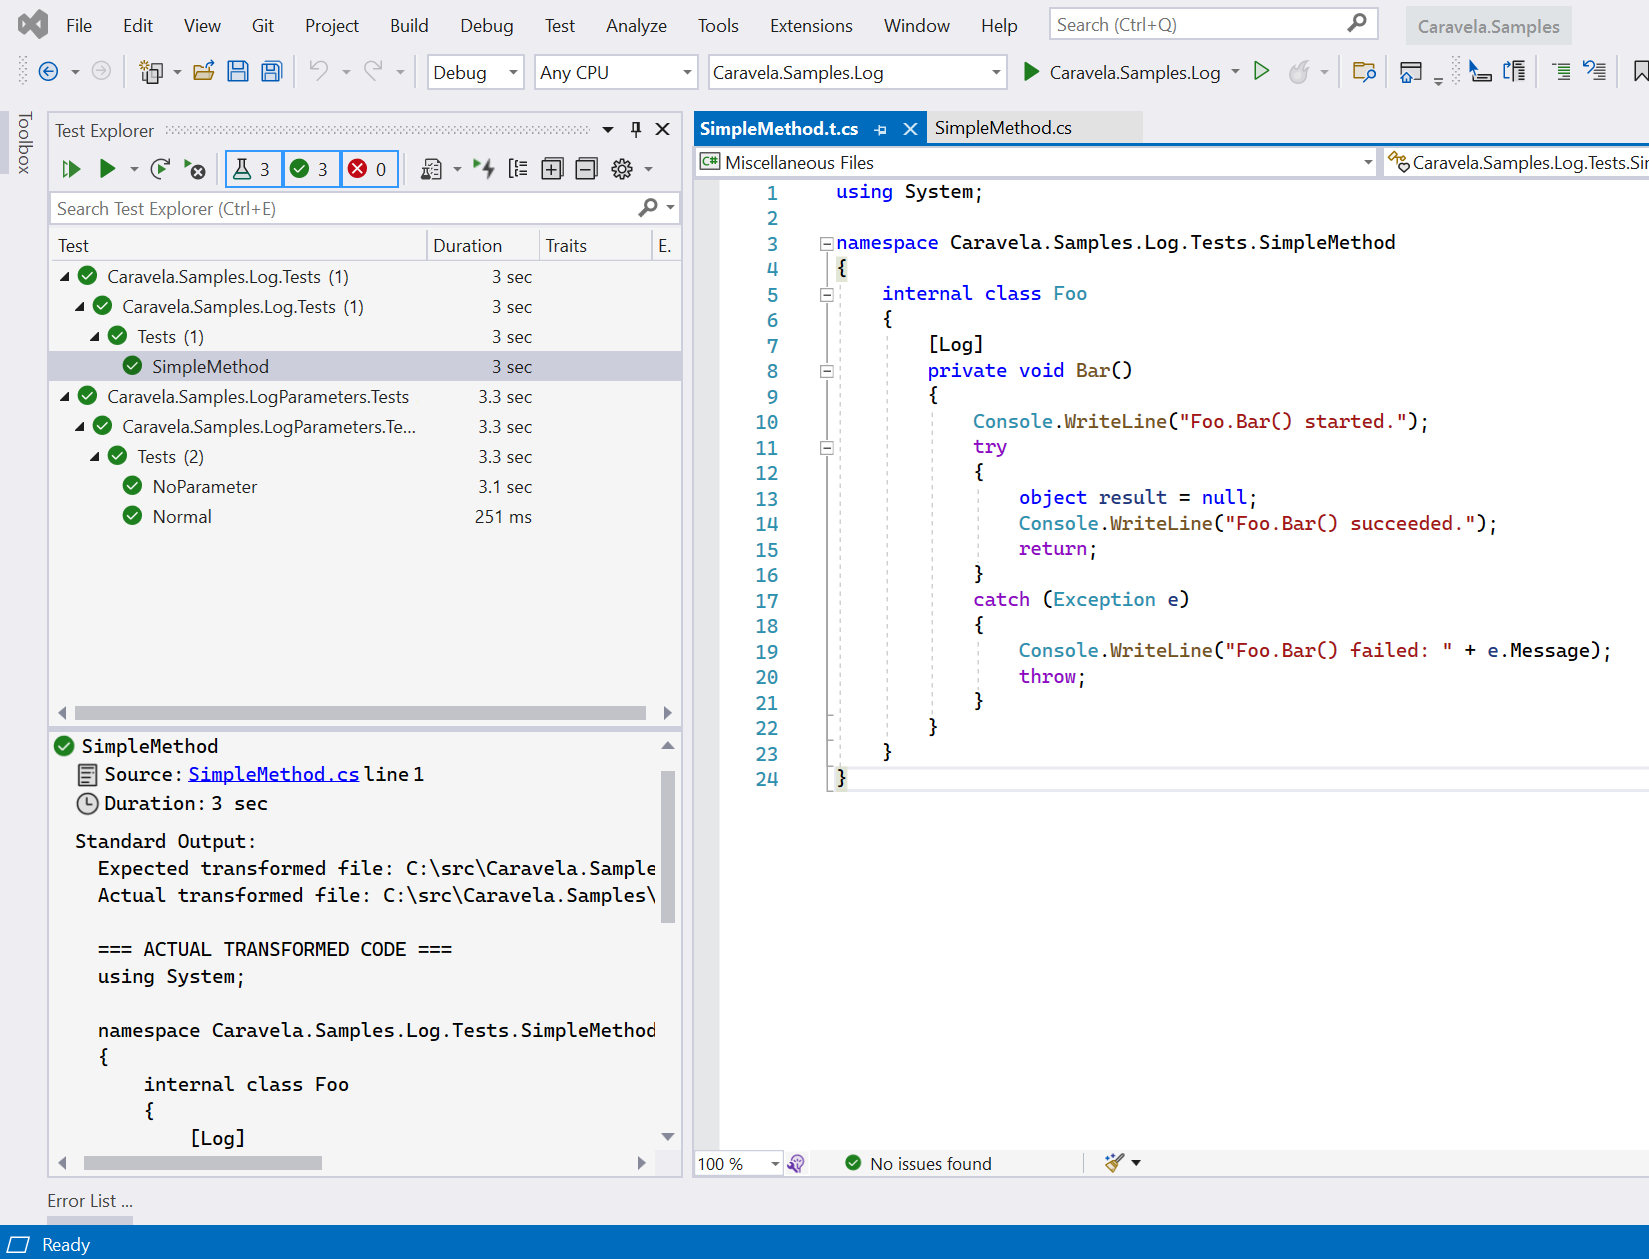 File Edit View Git Project Build Debug Test Analyze Tools Extensions Window Help Search (Ctrl+Q) Caravela.Samples
Debug Any CPU Caravela.Samples.Log Caravela.Samples.Log
Toolbox
Test Explorer
3 3 0
Search Test Explorer (Ctrl+E)
Test Duration Traits E.
Caravela.Samples.Log.Tests (1) 3 sec
Caravela.Samples.Log.Tests (1) 3 sec
Tests (1) 3 sec
SimpleMethod 3 sec
Caravela.Samples.LogParameters.Tests 3.3 sec
Caravela.Samples.LogParameters.Te... 3.3 sec
Tests (2) 3.3 sec
NoParameter 3.1 sec
Normal 251 ms
SimpleMethod
Source: SimpleMethod.cs line 1
Duration: 3 sec
Standard Output:
Expected transformed file: C:\src\Caravela.Sample
Actual transformed file: C:\src\Caravela.Samples\
=== ACTUAL TRANSFORMED CODE ===
using System;
namespace Caravela.Samples.Log.Tests.SimpleMethod
{
internal class Foo
{
[Log]
SimpleMethod.t.cs SimpleMethod.cs
C# Miscellaneous Files Caravela.Samples.Log.Tests.Sir
1 using System;
2
3 namespace Caravela.Samples.Log.Tests.SimpleMethod
4 {
5 internal class Foo
6 {
7 [Log]
8 private void Bar()
9 {
10 Console.WriteLine("Foo.Bar() started.");
11 try
12 {
13 object result = null;
14 Console.WriteLine("Foo.Bar() succeeded.");
15 return;
16 }
17 catch (Exception e)
18 {
19 Console.WriteLine("Foo.Bar() failed: " + e.Message);
20 throw;
21 }
22 }
23 }
24 }
100 % No issues found
Error List ...
Ready